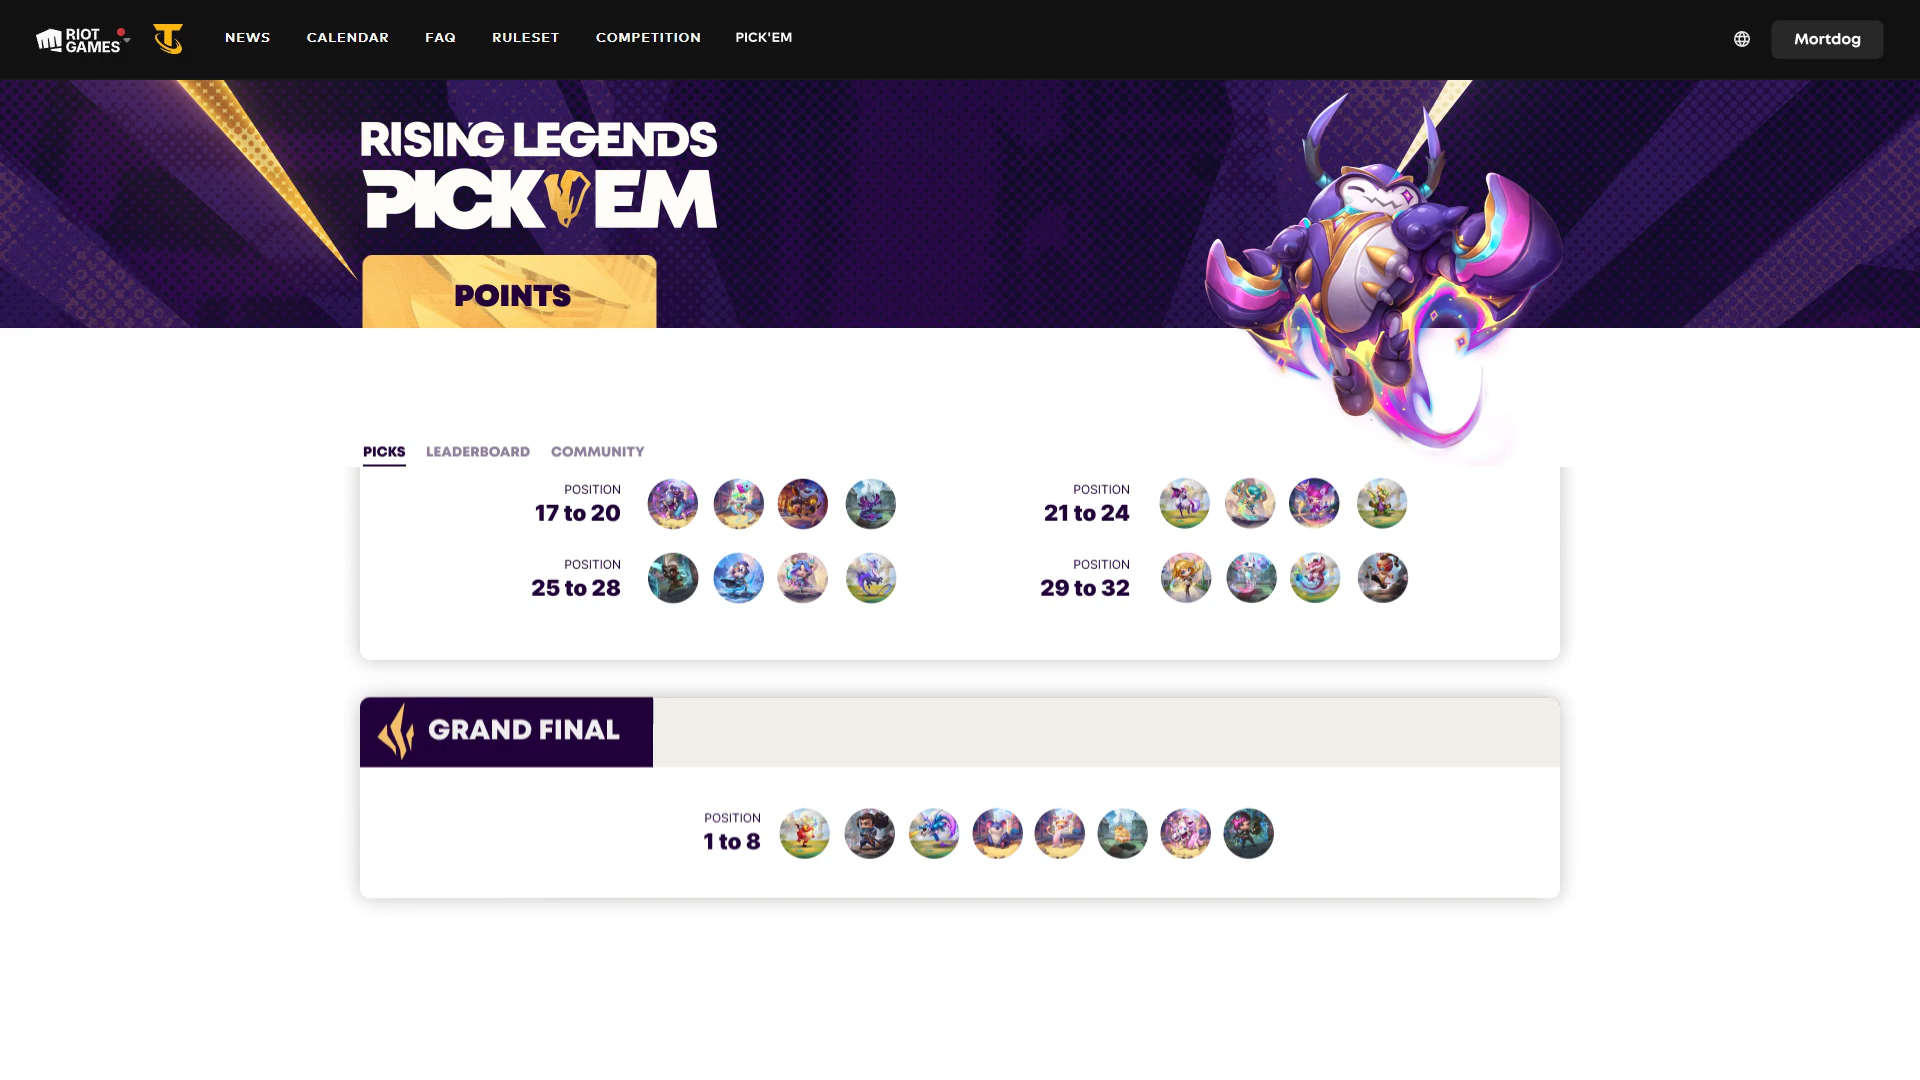 RIOT GAMES
NEWS
CALENDAR
FAQ
RULESET
COMPETITION
PICK'EM
Mortdog
RISING LEGENDS
PICK'EM
POINTS
PICKS
LEADERBOARD
COMMUNITY
POSITION
17 to 20
POSITION
21 to 24
POSITION
25 to 28
POSITION
29 to 32
GRAND FINAL
POSITION
1 to 8